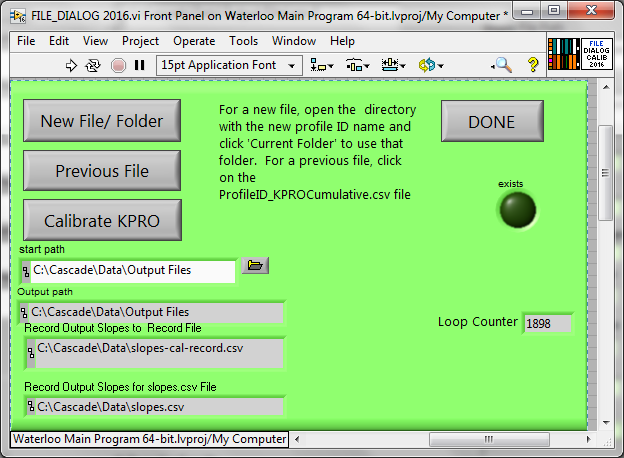 FILE_DIALOG 2016.vi Front Panel on Waterloo Main Program 64-bit.lvproj/My Computer *
File Edit View Project Operate Tools Window Help
15pt Application Font
?
FILE
DIALOG
CALIB
2016
New File/ Folder
Previous File
Calibrate KPRO
For a new file, open the directory
with the new profile ID name and
click 'Current Folder' to use that
folder. For a previous file, click
on the
ProfileID_KPROCumulative.csv file
DONE
exists
start path
C:\Cascade\Data\Output Files
Output path
C:\Cascade\Data\Output Files
Record Output Slopes to Record File
C:\Cascade\Data\slopes-cal-record.csv
Loop Counter 1898
Record Output Slopes for slopes.csv File
C:\Cascade\Data\slopes.csv
Waterloo Main Program 64-bit.lvproj/My Computer